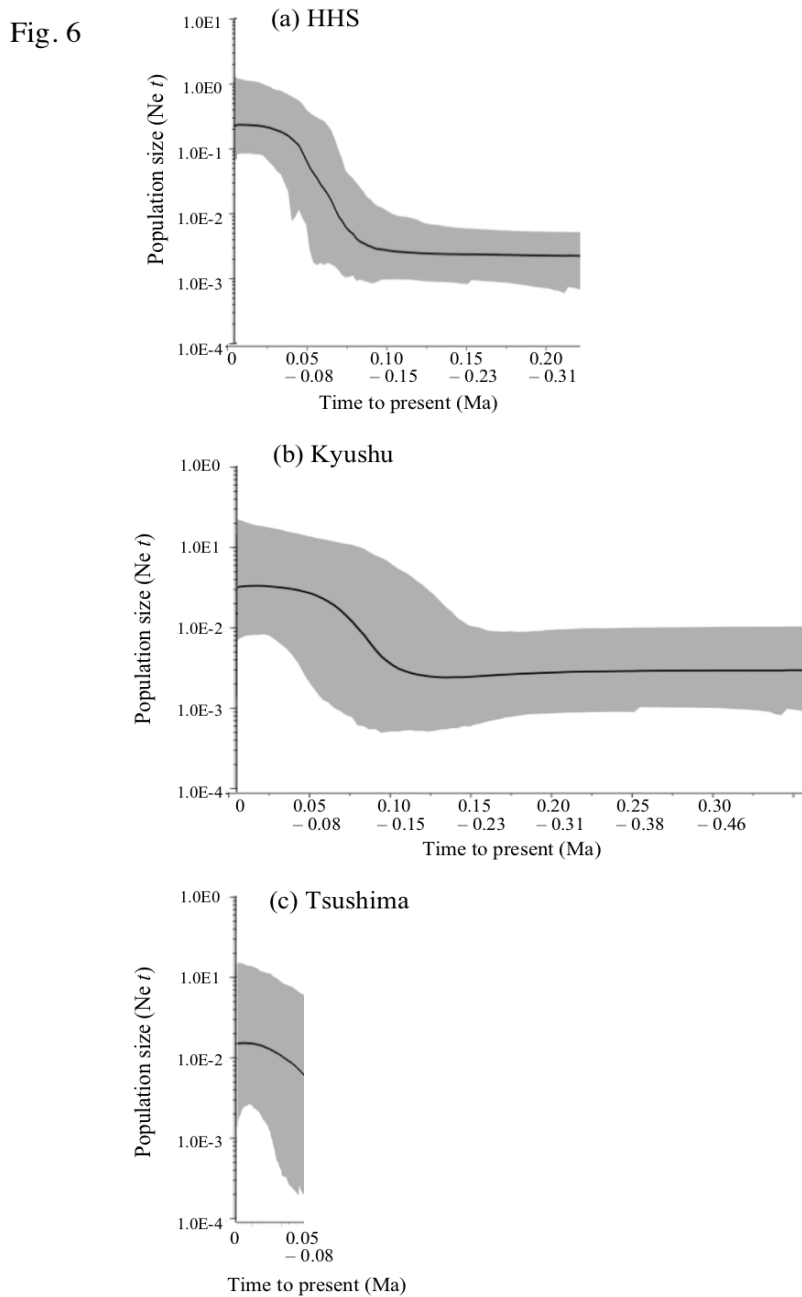 Fig. 6
(a) HHS
1.0E1
1.0E0
1.0E-1
1.0E-2
1.0E-3
1.0E-4
Population size (Ne t)
0 0.05 0.10 0.15 0.20
– 0.08 – 0.15 – 0.23 – 0.31
Time to present (Ma)
(b) Kyushu
1.0E0
1.0E1
1.0E-2
1.0E-3
1.0E-4
Population size (Ne t)
0 0.05 0.10 0.15 0.20 0.25 0.30
– 0.08 – 0.15 – 0.23 – 0.31 – 0.38 – 0.46
Time to present (Ma)
(c) Tsushima
1.0E0
1.0E1
1.0E-2
1.0E-3
1.0E-4
Population size (Ne t)
0 0.05
– 0.08
Time to present (Ma)